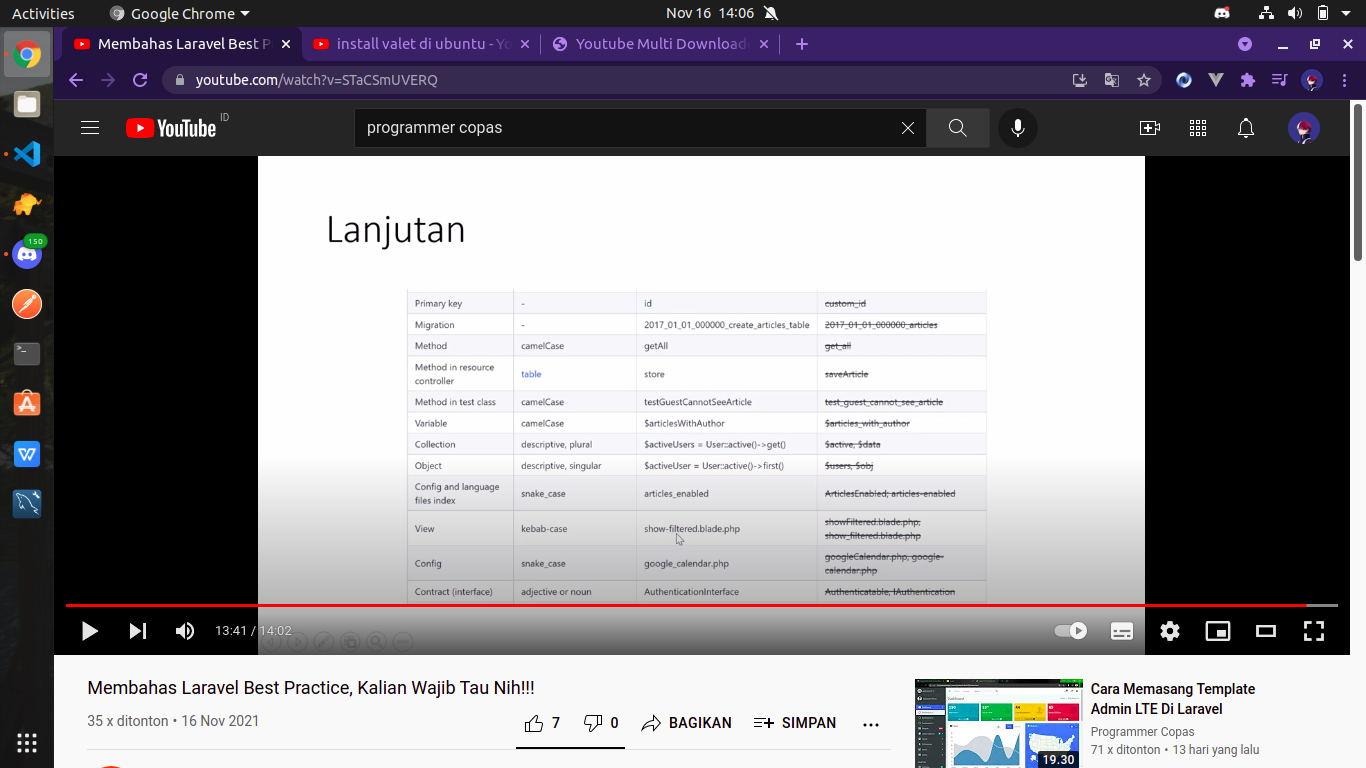 Activities Google Chrome Nov 16 14:06
Membahas Laravel Best P install valet di ubuntu - Yo Youtube Multi Downloade
youtube.com/watch?v=STaCSmUVERQ
YouTube ID programmer copas
150
Lanjutan
Primary key - id custom_id
Migration - 2017_01_01_000000_create_articles_table 2017_01_01_000000_articles
Method camelCase getAll get_all
Method in resource controller table store saveArticle
Method in test class camelCase testGuestCannotSeeArticle test_guest_cannot_see_article
Variable camelCase $articlesWithAuthor $articles_with_author
Collection descriptive, plural $activeUsers = User::active()->get() $active, $data
Object descriptive, singular $activeUser = User::active()->first() $users, $obj
Config and language files index snake_case articles_enabled ArticlesEnabled; articles-enabled
View kebab-case show-filtered.blade.php showFiltered.blade.php, show_filtered.blade.php
Config snake_case google_calendar.php googleCalendar.php, google-calendar.php
Contract (interface) adjective or noun AuthenticationInterface Authenticatable, IAuthentication
13:41 / 14:02
Membahas Laravel Best Practice, Kalian Wajib Tau Nih!!!
35 x ditonton • 16 Nov 2021
7 0 BAGIKAN SIMPAN
Cara Memasang Template
Admin LTE Di Laravel
Programmer Copas
71 x ditonton • 13 hari yang lalu
19.30